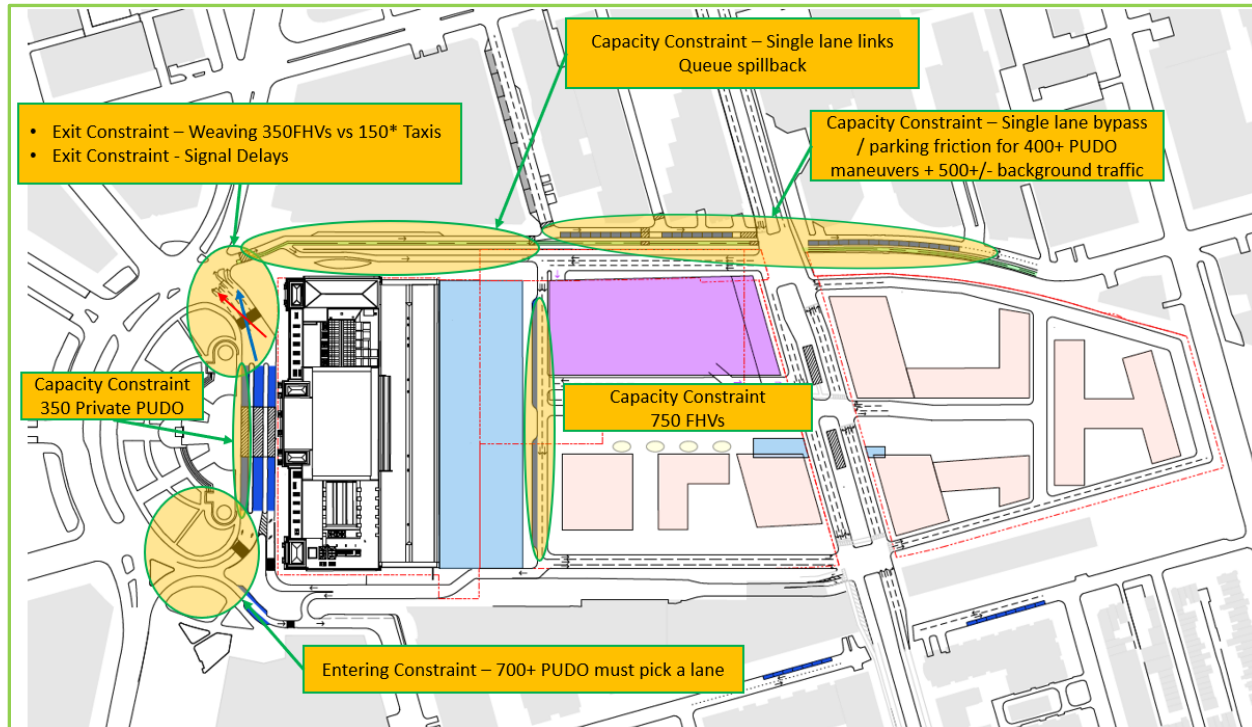 Capacity Constraint – Single lane links
Queue spillback
• Exit Constraint – Weaving 350FHVs vs 150* Taxis
• Exit Constraint - Signal Delays
Capacity Constraint – Single lane bypass
/ parking friction for 400+ PUDO
maneuvers + 500+/- background traffic
Capacity Constraint
350 Private PUDO
Capacity Constraint
750 FHVs
Entering Constraint – 700+ PUDO must pick a lane